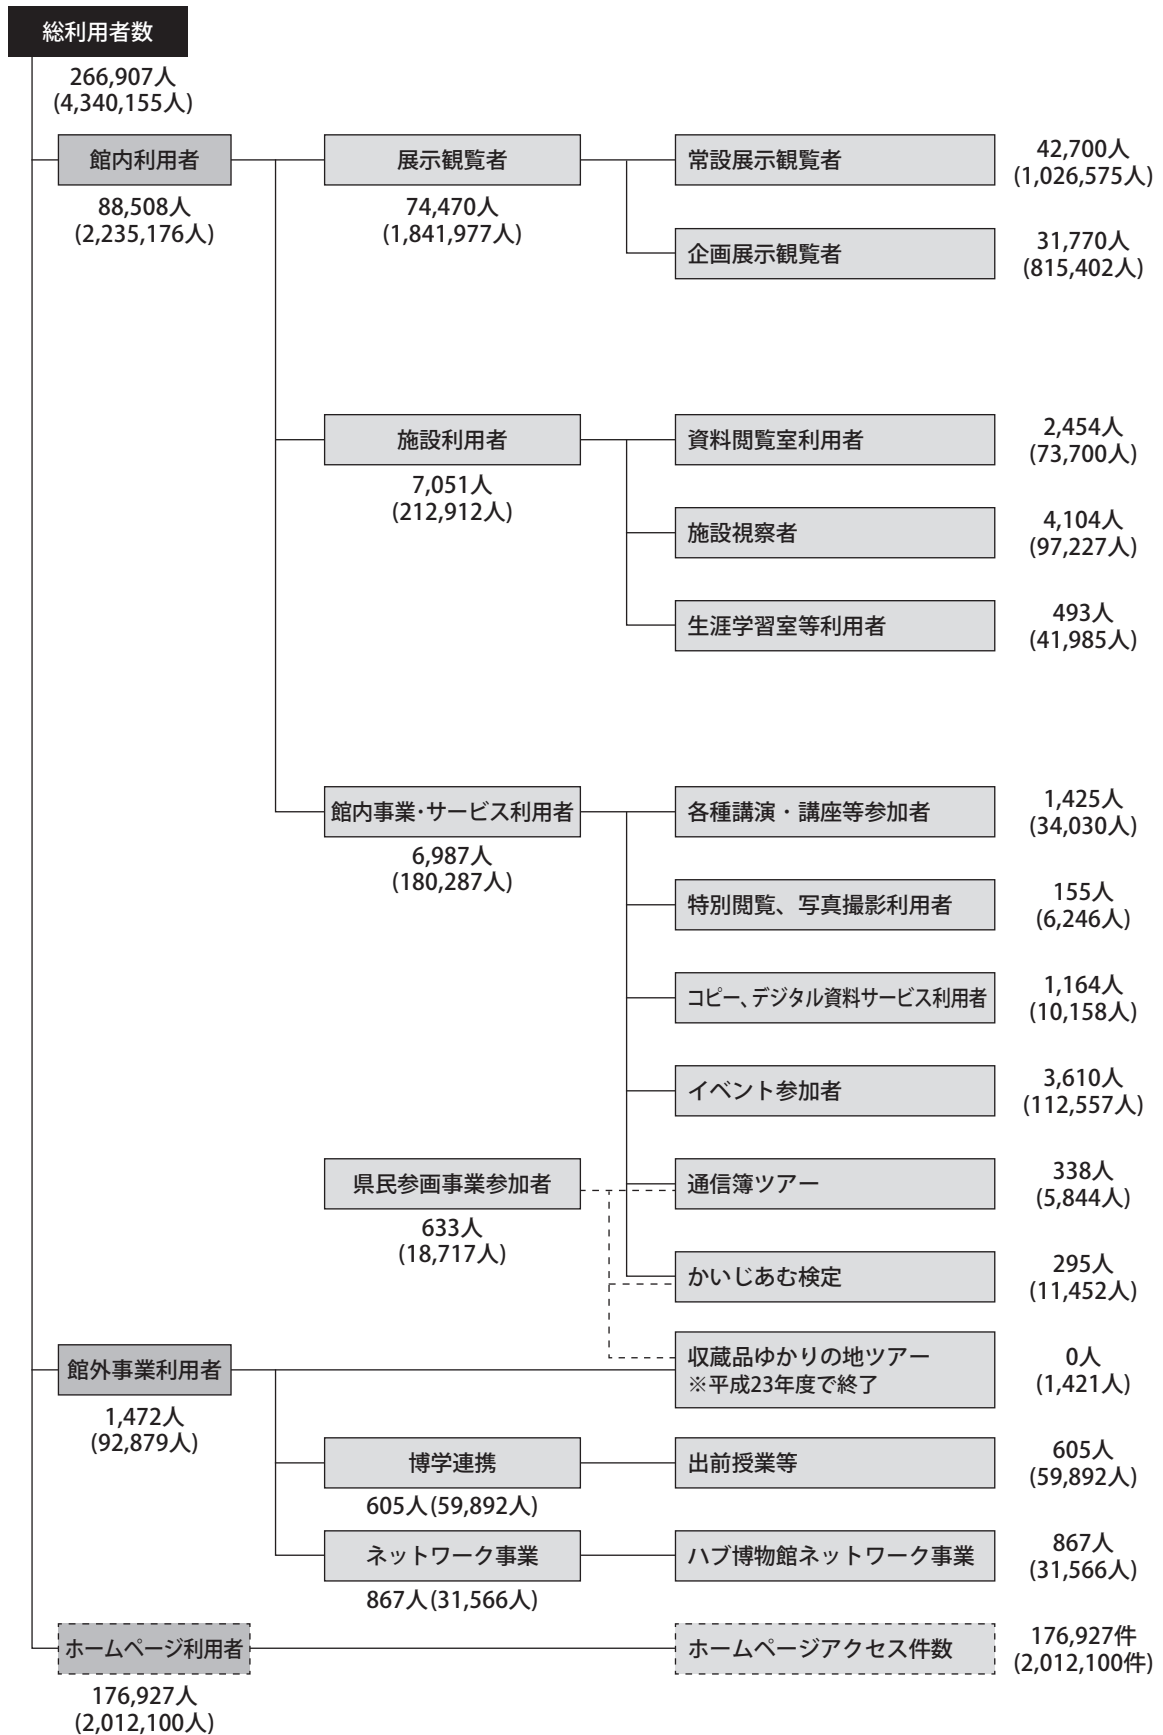 総利用者数
266,907人
(4,340,155人)
館内利用者
88,508人
(2,235,176人)
展示観覧者
74,470人
(1,841,977人)
常設展示観覧者
42,700人
(1,026,575人)
企画展示観覧者
31,770人
(815,402人)
施設利用者
7,051人
(212,912人)
資料閲覧室利用者
2,454人
(73,700人)
施設視察者
4,104人
(97,227人)
生涯学習室等利用者
493人
(41,985人)
館内事業・サービス利用者
6,987人
(180,287人)
各種講演・講座等参加者
1,425人
(34,030人)
特別閲覧、写真撮影利用者
155人
(6,246人)
コピー、デジタル資料サービス利用者
1,164人
(10,158人)
イベント参加者
3,610人
(112,557人)
県民参画事業参加者
633人
(18,717人)
通信簿ツアー
338人
(5,844人)
かいじあむ検定
295人
(11,452人)
館外事業利用者
1,472人
(92,879人)
収蔵品ゆかりの地ツアー
※平成23年度で終了
0人
(1,421人)
博学連携
605人(59,892人)
出前授業等
605人
(59,892人)
ネットワーク事業
867人(31,566人)
ハブ博物館ネットワーク事業
867人
(31,566人)
ホームページ利用者
176,927人
(2,012,100人)
ホームページアクセス件数
176,927件
(2,012,100件)